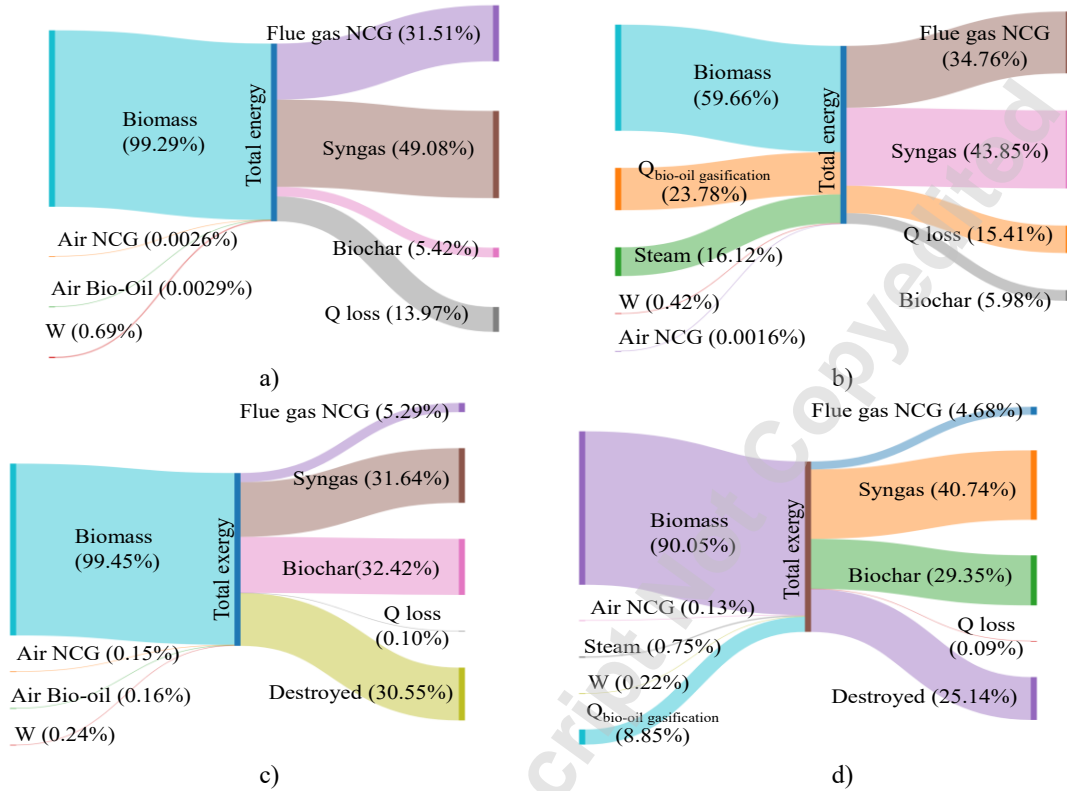 Flue gas NCG (31.51%)
Biomass
(99.29%)
Total energy
Syngas (49.08%)
Air NCG (0.0026%)
Biochar (5.42%)
Air Bio-Oil (0.0029%)
Q loss (13.97%)
W (0.69%)
a)
Flue gas NCG
(34.76%)
Biomass
(59.66%)
Total energy
Syngas (43.85%)
Qbio-oil gasification
(23.78%)
Q loss (15.41%)
Steam (16.12%)
Biochar (5.98%)
W
(0.42%)
Air NCG (0.0016%)
b)
Flue gas NCG (5.29%)
Syngas (31.64%)
Biomass
(99.45%)
Total exergy
Biochar(32.42%)
Q loss
(0.10%)
Air NCG (0.15%)
Air Bio-oil (0.16%)
Destroyed (30.55%)
W (0.24%)
c)
Flue gas NCG (4.68%)
Syngas (40.74%)
Biomass
(90.05%)
Total exergy
Biochar (29.35%)
Air NCG (0.13%)
Q loss
(0.09%)
Steam (0.75%)
W (0.22%)
Destroyed (25.14%)
Qbio-oil gasification
(8.85%)
d)
cript Not Copyedited